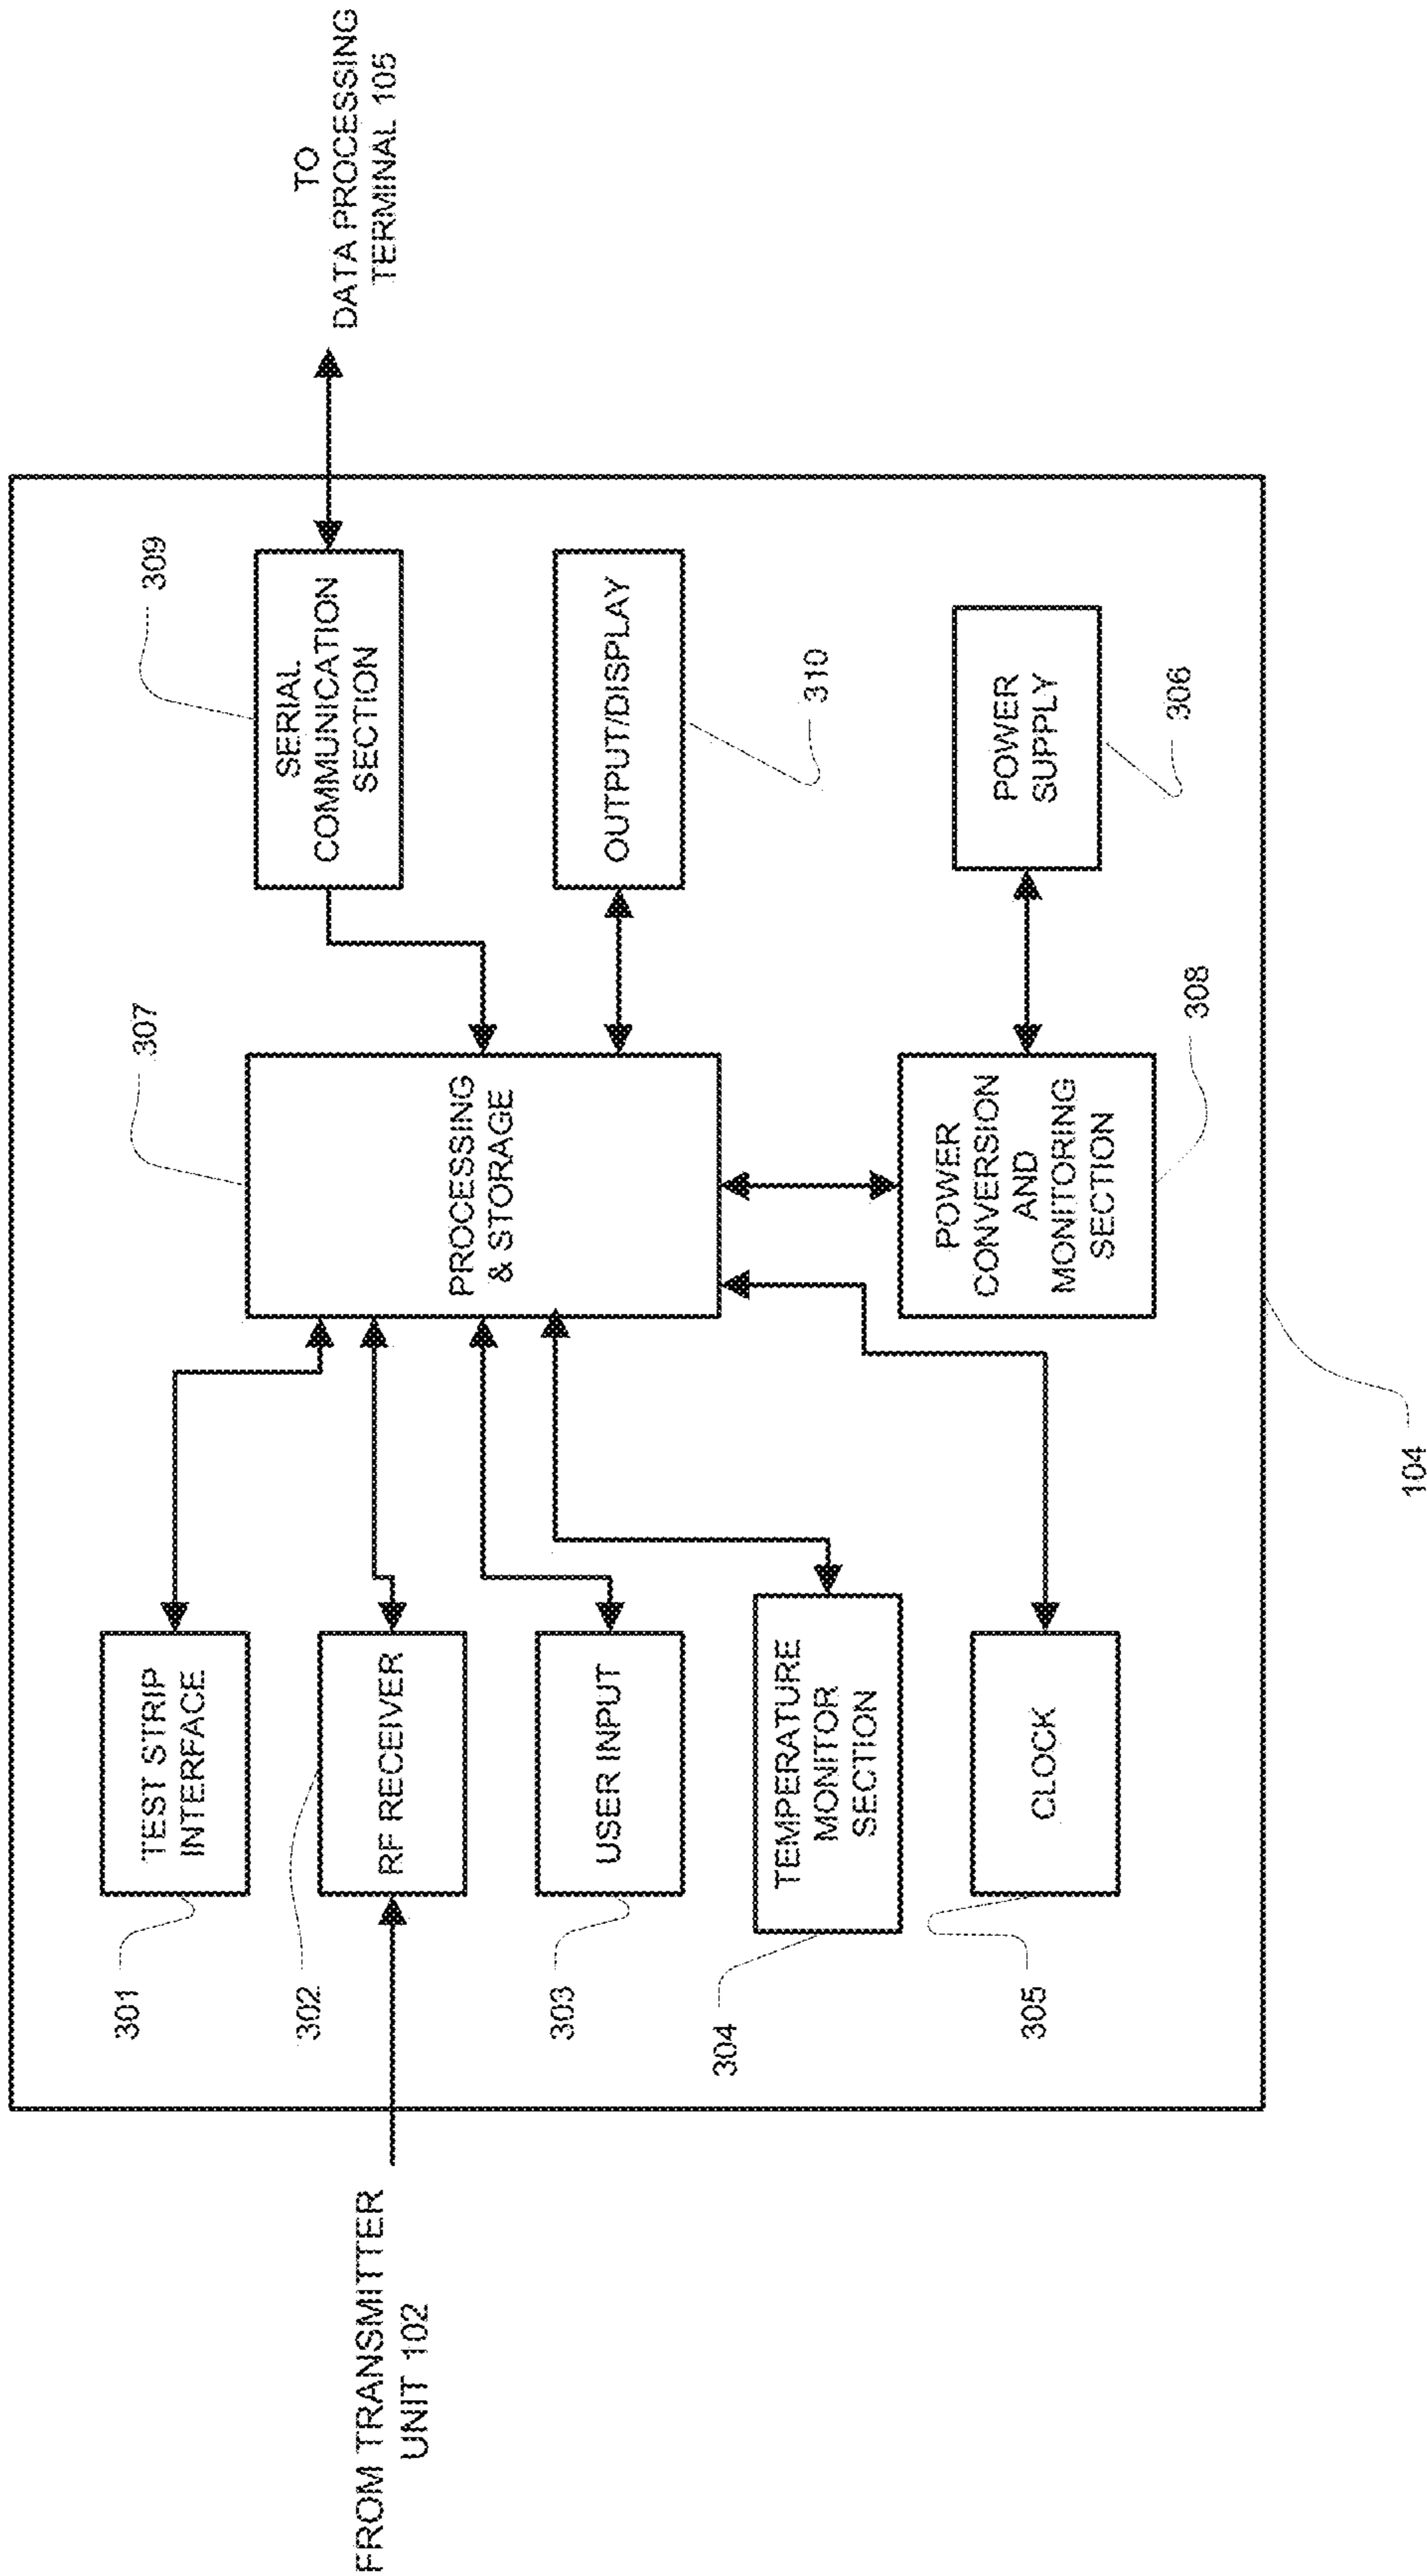 FROM TRANSMITTER
UNIT 102
301
TEST STRIP
INTERFACE
302
RF RECEIVER
303
USER INPUT
304
TEMPERATURE
MONITOR
SECTION
305
CLOCK
307
PROCESSING
& STORAGE
POWER
CONVERSION
AND
MONITORING
SECTION
308
309
SERIAL
COMMUNICATION
SECTION
OUTPUT/DISPLAY
310
POWER
SUPPLY
306
TO
DATA PROCESSING
TERMINAL 105
104